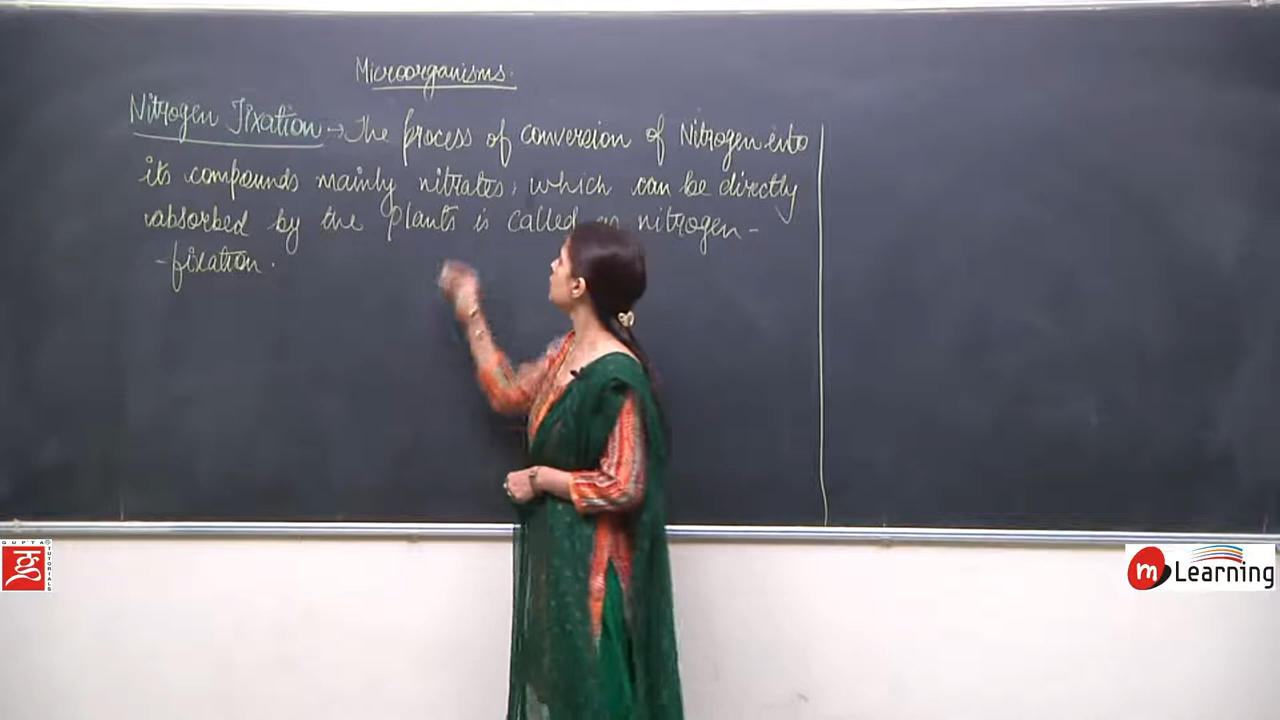 Microorganisms.
Nitrogen Fixation → The process of conversion of Nitrogen into
its compounds mainly nitrates, which can be directly
absorbed by the plants is called nitrogen-
-fixation.
GUPTA
TUTORIALS
m Learning